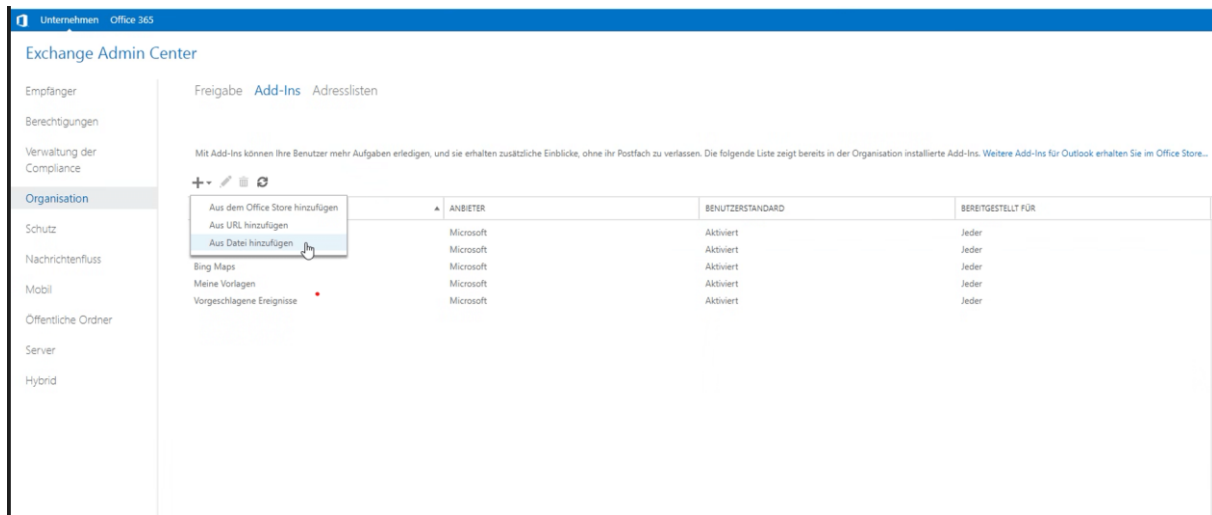 Unternehmen Office 365
Exchange Admin Center
Empfänger
Berechtigungen
Verwaltung der
Compliance
Organisation
Schutz
Nachrichtenfluss
Mobil
Öffentliche Ordner
Server
Hybrid
Freigabe Add-Ins Adresslisten
Mit Add-Ins können Ihre Benutzer mehr Aufgaben erledigen, und sie erhalten zusätzliche Einblicke, ohne ihr Postfach zu verlassen. Die folgende Liste zeigt bereits in der Organisation installierte Add-Ins. Weitere Add-Ins für Outlook erhalten Sie im Office Store...
Aus dem Office Store hinzufügen
Aus URL hinzufügen
Aus Datei hinzufügen
ANBIETER BENUTZERSTANDARD BEREITGESTELLT FÜR
Microsoft Aktiviert Jeder
Microsoft Aktiviert Jeder
Bing Maps Microsoft Aktiviert Jeder
Meine Vorlagen Microsoft Aktiviert Jeder
Vorgeschlagene Ereignisse Microsoft Aktiviert Jeder